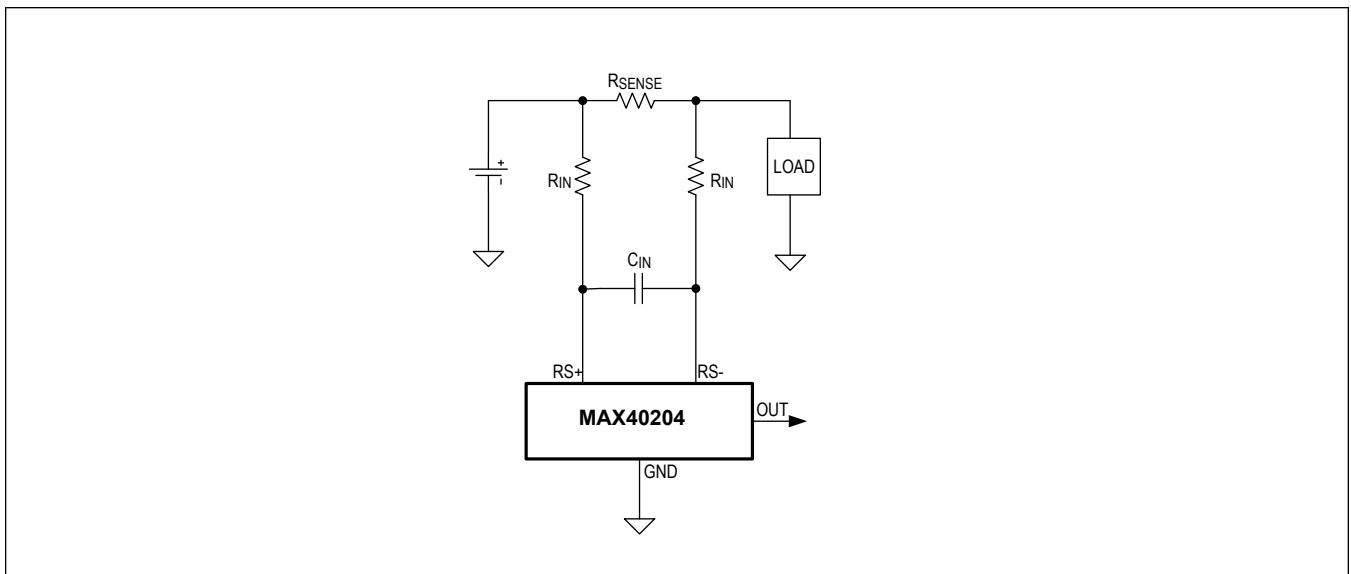 RSENSE
+
-
RIN
RIN
LOAD
CIN
RS+
RS-
MAX40204
OUT
GND